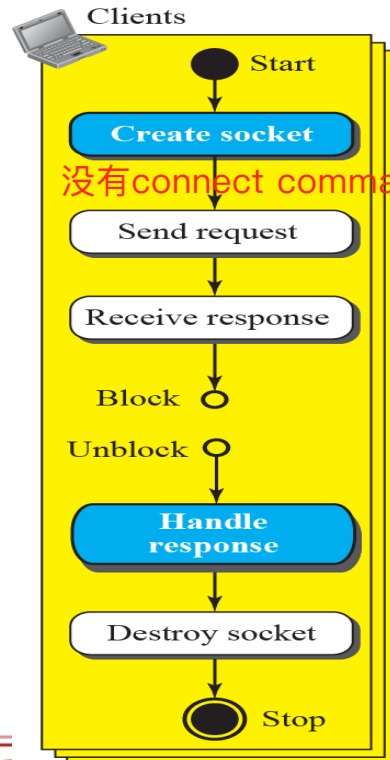 Clients
Start
Create socket
没有connect comma
Send request
Receive response
Block
Unblock
Handle
response
Destroy socket
Stop